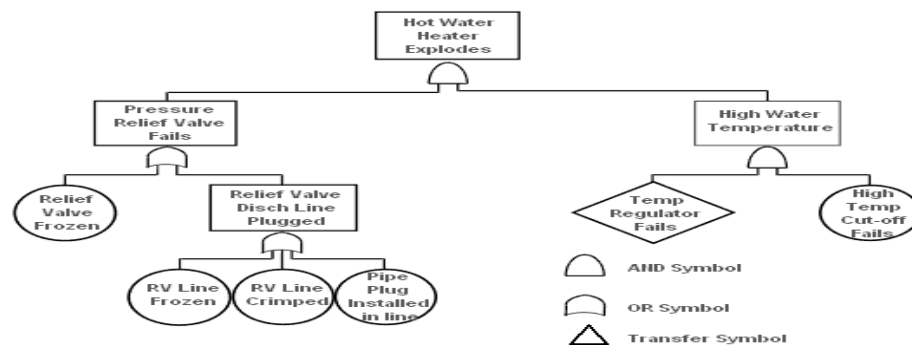 Hot Water
Heater
Explodes
Pressure
Relief Valve
Fails
High Water
Temperature
Relief
Valve
Frozen
Relief Valve
Disch Line
Plugged
Temp
Regulator
Fails
High
Temp
Cut-off
Fails
RV Line
Frozen
RV Line
Crimped
Pipe
Plug
Installed
in line
AND Symbol
OR Symbol
Transfer Symbol